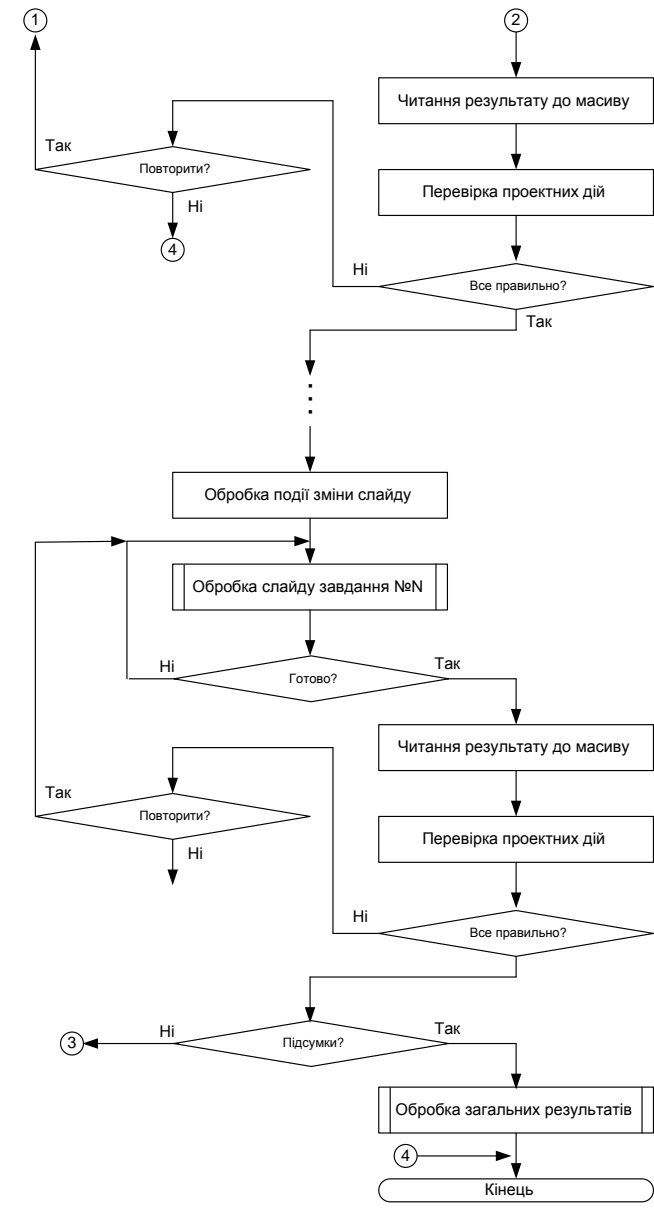 1
2
Читання результату до масиву
Так
Повторити?
Перевірка проектних дій
Ні
4
Ні
Все правильно?
Так
Обробка події зміни слайду
Обробка слайду завдання №N
Ні
Так
Готово?
Читання результату до масиву
Так
Повторити?
Перевірка проектних дій
Ні
Ні
Все правильно?
3
Ні
Підсумки?
Так
Обробка загальних результатів
4
Кінець